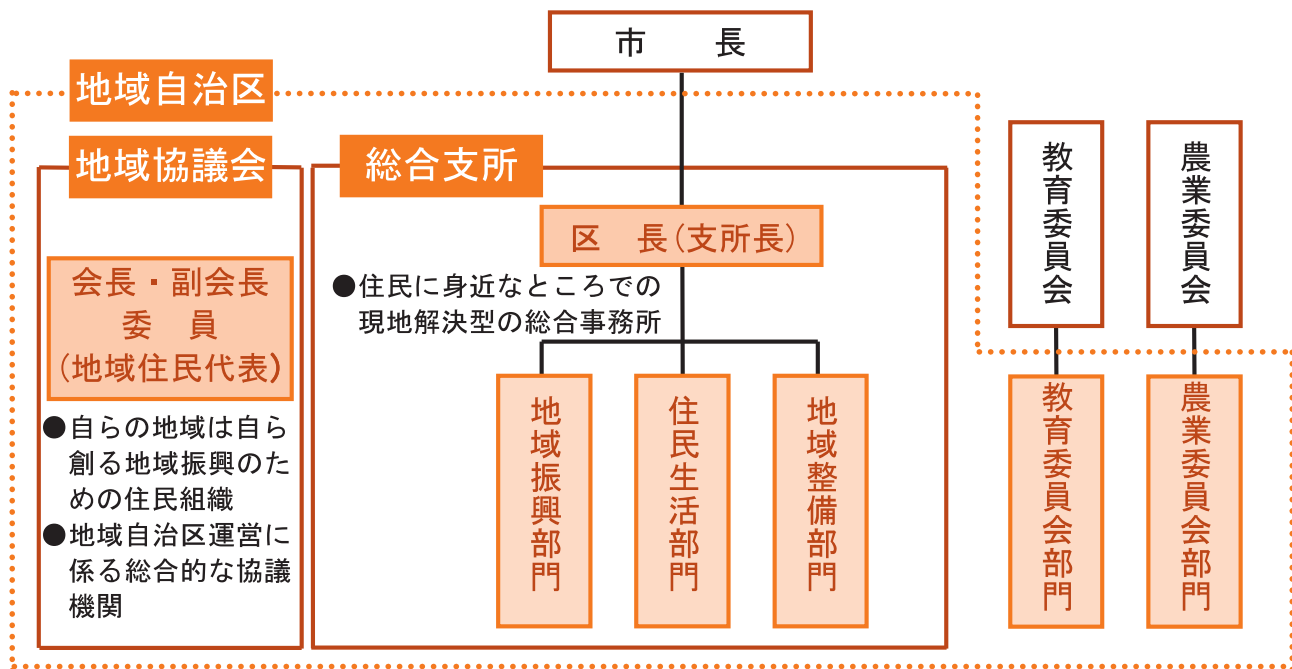 市　長
地域自治区
地域協議会
会長・副会長
委　員
(地域住民代表)
●自らの地域は自ら
創る地域振興のた
めの住民組織
●地域自治区運営に
係る総合的な協議
機関
総合支所
区　長(支所長)
●住民に身近なところでの
現地解決型の総合事務所
地域振興部門
住民生活部門
地域整備部門
教育委員会
農業委員会
教育委員会部門
農業委員会部門